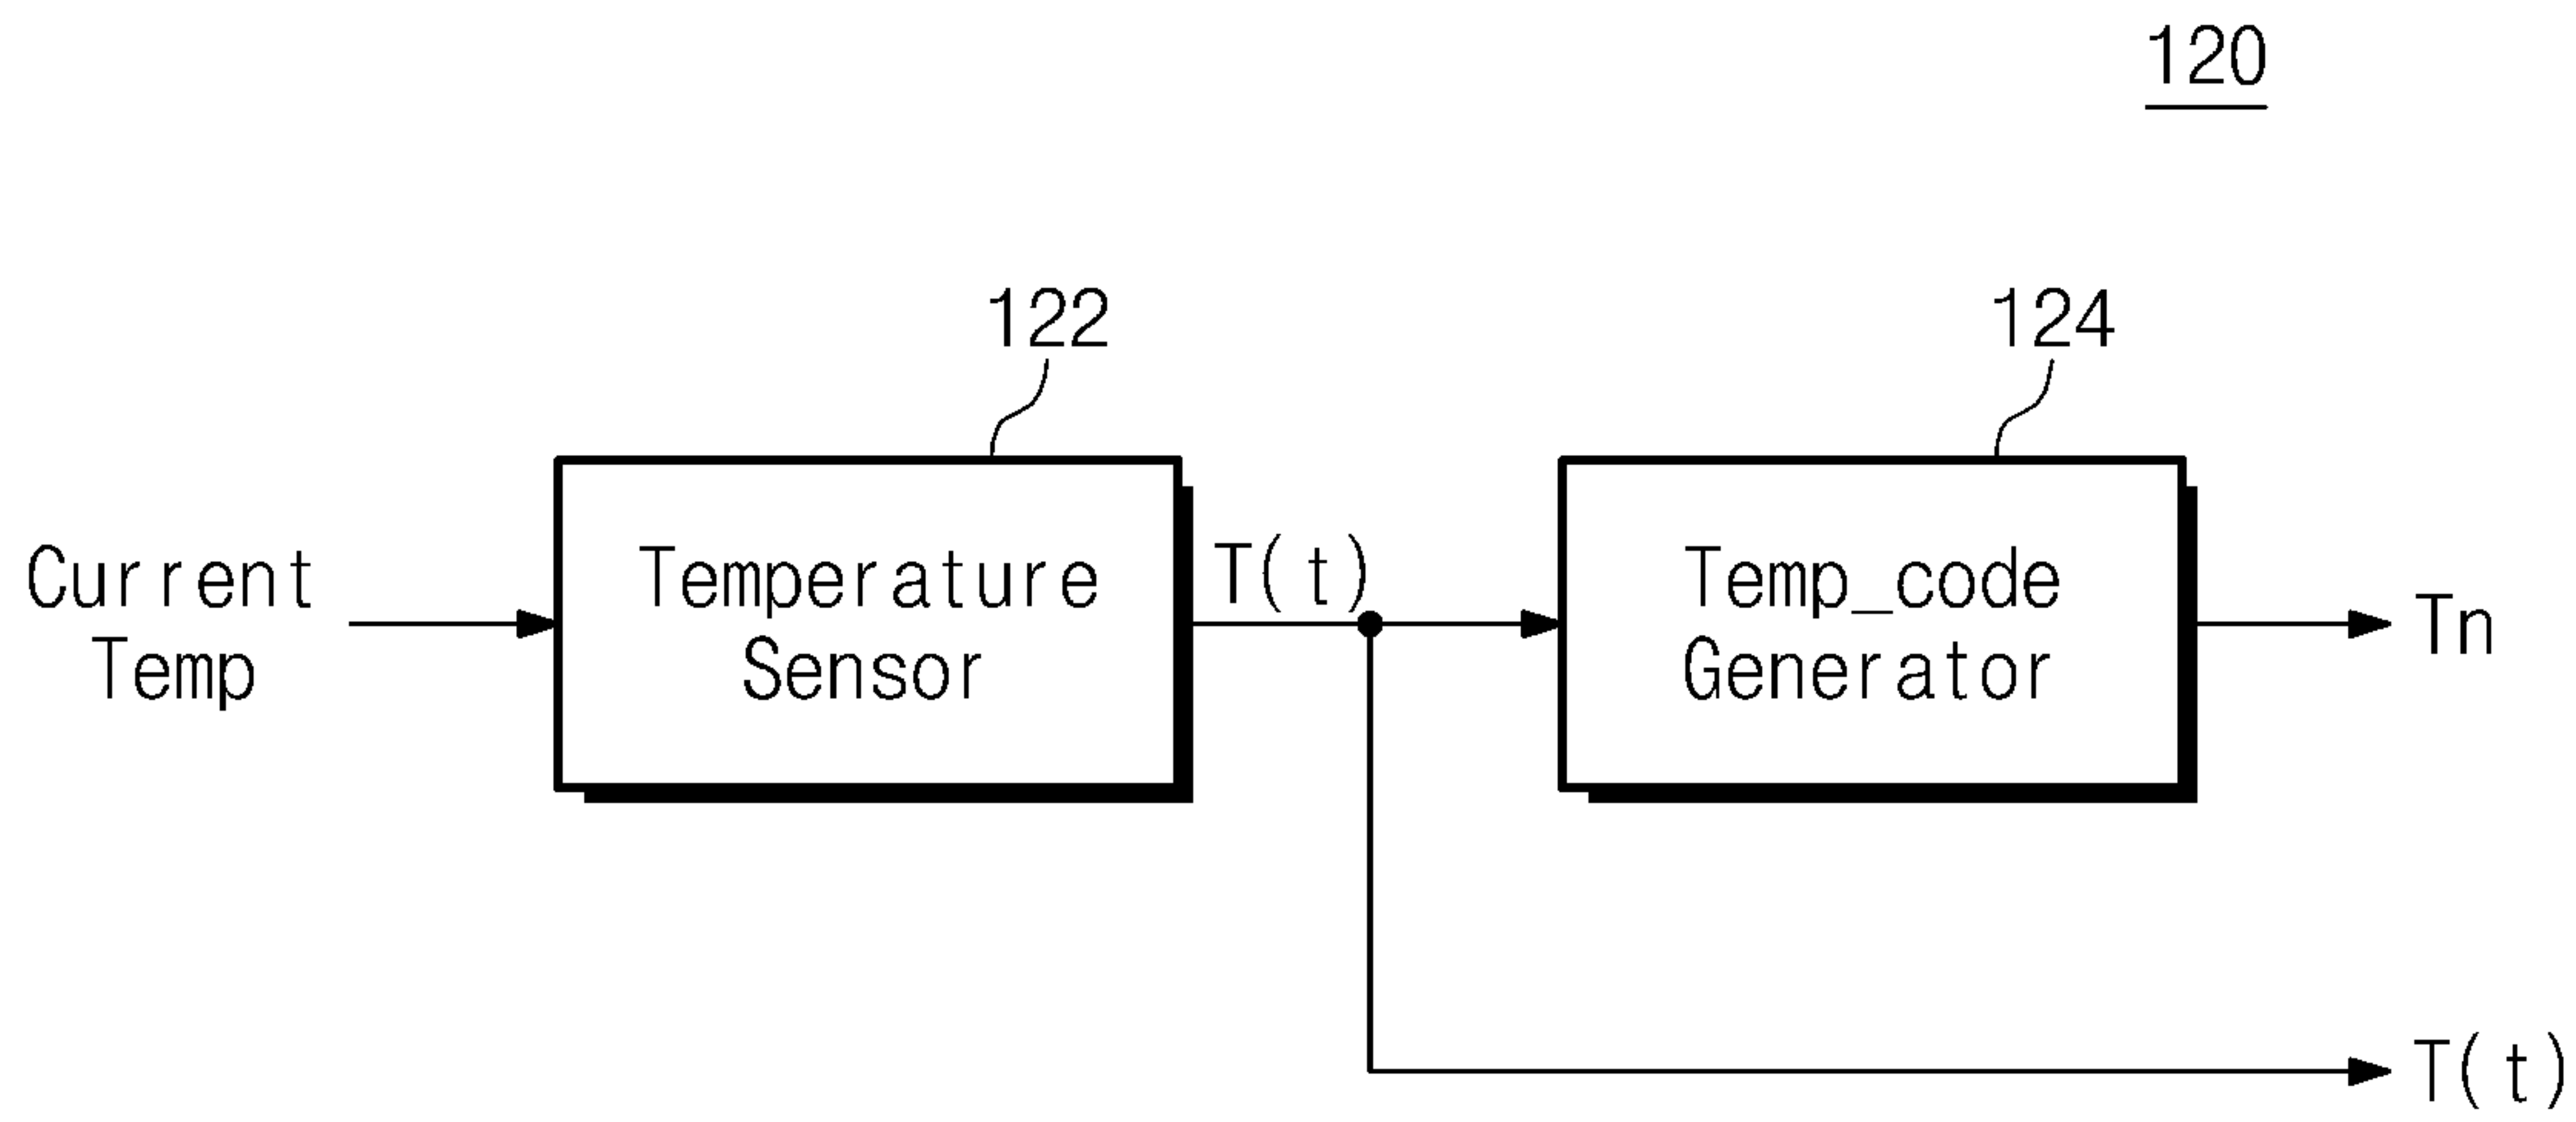 120
122
124
Current
Temp
Temperature
Sensor
T(t)
Temp_code
Generator
Tn
T(t)